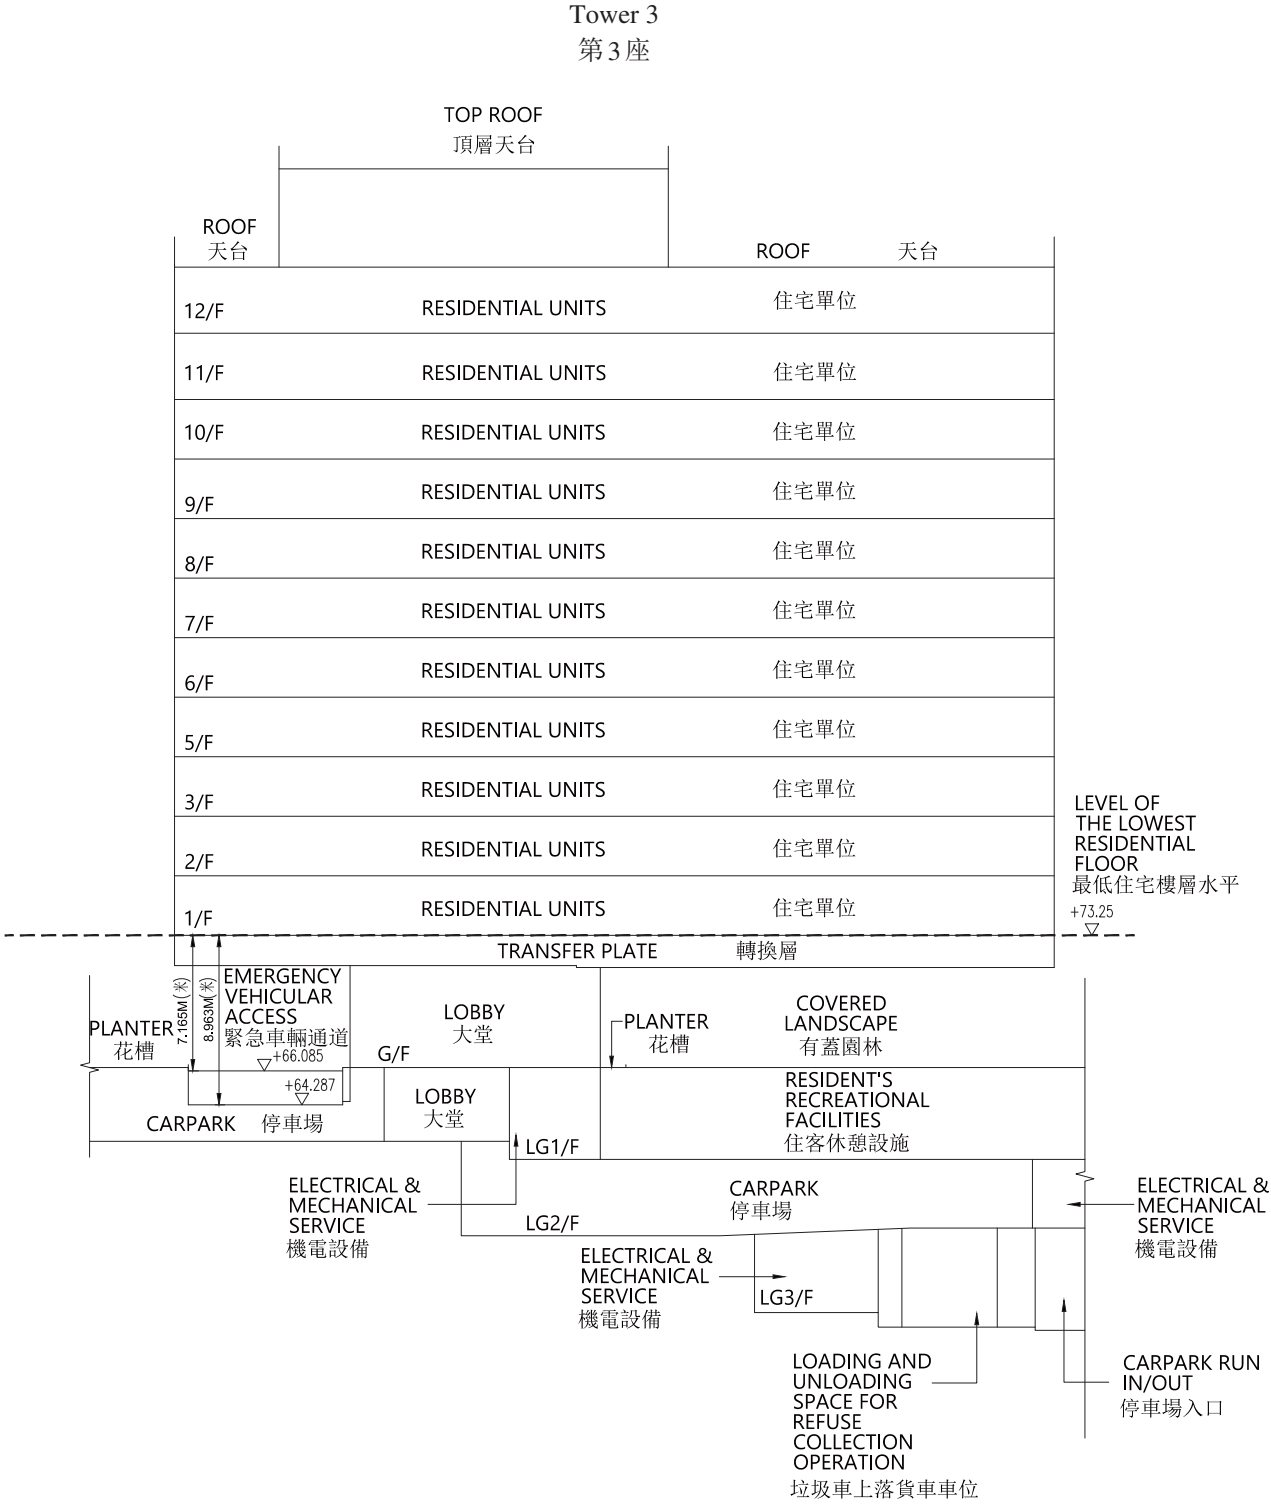 Tower 3
第3座
TOP ROOF
頂層天台
ROOF
天台
ROOF 天台
12/F RESIDENTIAL UNITS 住宅單位
11/F RESIDENTIAL UNITS 住宅單位
10/F RESIDENTIAL UNITS 住宅單位
9/F RESIDENTIAL UNITS 住宅單位
8/F RESIDENTIAL UNITS 住宅單位
7/F RESIDENTIAL UNITS 住宅單位
6/F RESIDENTIAL UNITS 住宅單位
5/F RESIDENTIAL UNITS 住宅單位
3/F RESIDENTIAL UNITS 住宅單位
2/F RESIDENTIAL UNITS 住宅單位
1/F RESIDENTIAL UNITS 住宅單位
LEVEL OF
THE LOWEST
RESIDENTIAL
FLOOR
最低住宅樓層水平
+73.25
TRANSFER PLATE 轉換層
7.165M(米)
8.963M(米)
EMERGENCY
VEHICULAR
ACCESS
緊急車輛通道
+66.085
+64.287
PLANTER
花槽
LOBBY
大堂
G/F
PLANTER
花槽
COVERED
LANDSCAPE
有蓋園林
CARPARK 停車場
LOBBY
大堂
RESIDENT'S
RECREATIONAL
FACILITIES
住客休憩設施
LG1/F
ELECTRICAL &
MECHANICAL
SERVICE
機電設備
CARPARK
停車場
LG2/F
ELECTRICAL &
MECHANICAL
SERVICE
機電設備
ELECTRICAL &
MECHANICAL
SERVICE
機電設備
LG3/F
LOADING AND
UNLOADING
SPACE FOR
REFUSE
COLLECTION
OPERATION
垃圾車上落貨車車位
CARPARK RUN
IN/OUT
停車場入口